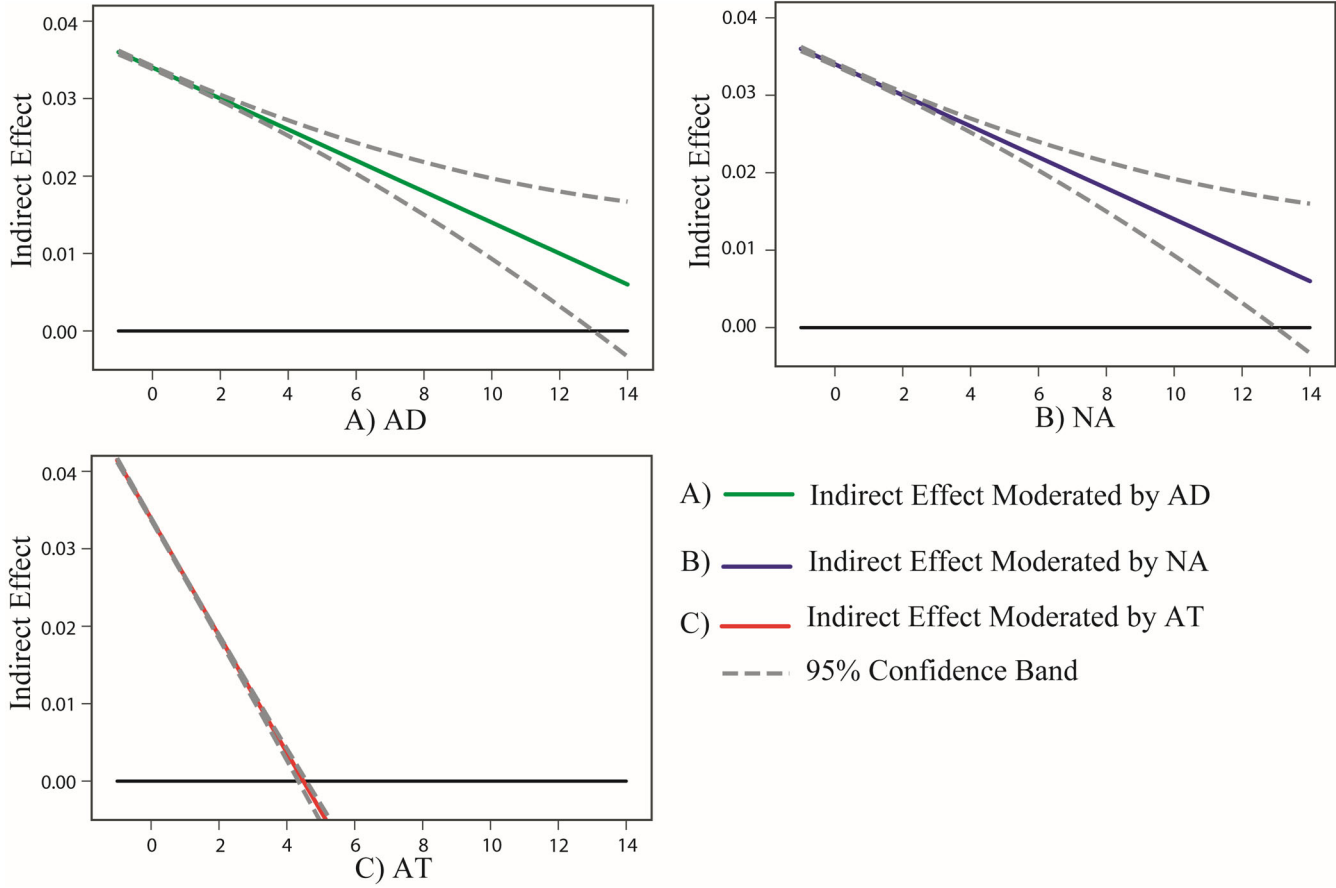 0.04
0.03
0.02
0.01
0.00
Indirect Effect
0 2 4 6 8 10 12 14
A) AD
0.04
0.03
0.02
0.01
0.00
Indirect Effect
0 2 4 6 8 10 12 14
B) NA
0.04
0.03
0.02
0.01
0.00
Indirect Effect
0 2 4 6 8 10 12 14
C) AT
A) Indirect Effect Moderated by AD
B) Indirect Effect Moderated by NA
C) Indirect Effect Moderated by AT
95% Confidence Band